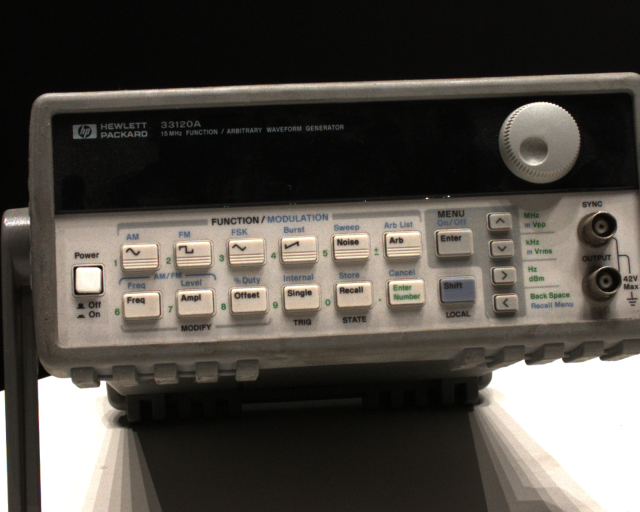 hp HEWLETT PACKARD
33120A
15 MHz FUNCTION / ARBITRARY WAVEFORM GENERATOR
FUNCTION / MODULATION
MENU
On/Off
SYNC
AM FM FSK Burst Sweep Arb List
1 2 3 4 5 Noise Arb Enter
MHz
m Vpp
kHz
m Vrms
Power
AM/FM
Freq Level % Duty Internal Store Cancel
OUTPUT
Hz
dBm
Off
On
6 Freq 7 Ampl 8 Offset 9 Single 0 Recall . Enter Number Shift
42V
Max
Back Space
Recall Menu
MODIFY TRIG STATE LOCAL